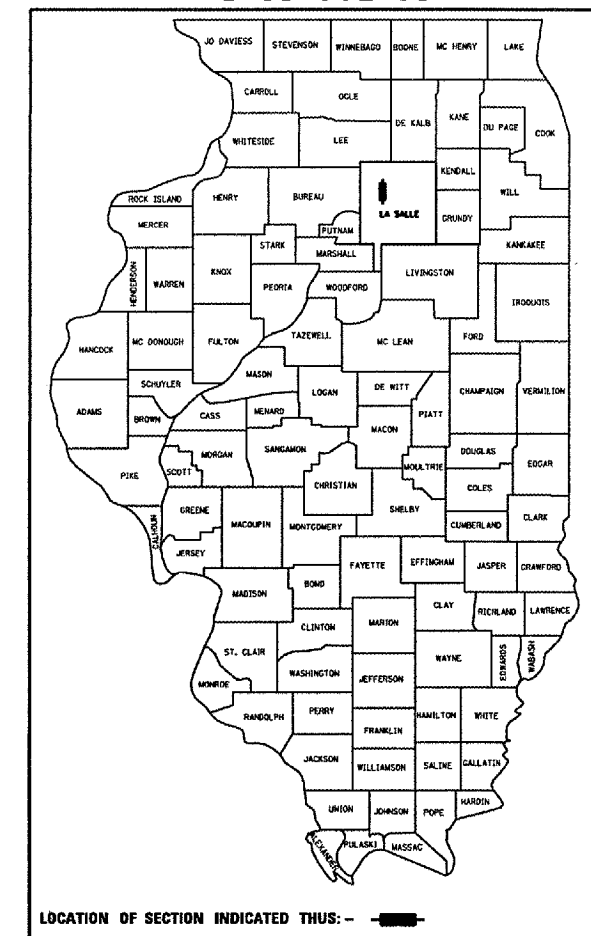 JO DAVIESS STEVENSON WINNEBAGO BOONE MC HENRY LAKE
CARROLL OGLE DE KALB KANE DU PAGE COOK
WHITESIDE LEE
KENDALL WILL
ROCK ISLAND HENRY BUREAU LA SALLE GRUNDY
MERCER PUTNAM
STARK MARSHALL KANKAKEE
HENDERSON WARREN KNOX PEORIA WOODFORD LIVINGSTON IROQUOIS
HANCOCK MC DONOUGH FULTON TAZEWELL MC LEAN FORD
MASON
SCHUYLER LOGAN DE WITT CHAMPAIGN VERMILION
ADAMS BROWN CASS MENARD MACON PIATT
MORGAN SANGAMON DOUGLAS EDGAR
PIKE SCOTT CHRISTIAN MOULTRIE COLES
GREENE MACOUPIN MONTGOMERY SHELBY CUMBERLAND CLARK
CALHOUN JERSEY
FAYETTE EFFINGHAM JASPER CRAWFORD
MADISON BOND
CLINTON MARION CLAY RICHLAND LAWRENCE
ST. CLAIR WAYNE EDWARDS WABASH
MONROE WASHINGTON JEFFERSON
RANDOLPH PERRY HAMILTON WHITE
FRANKLIN
JACKSON WILLIAMSON SALINE GALLATIN
UNION JOHNSON POPE HARDIN
ALEXANDER PULASKI MASSAC
LOCATION OF SECTION INDICATED THUS: -